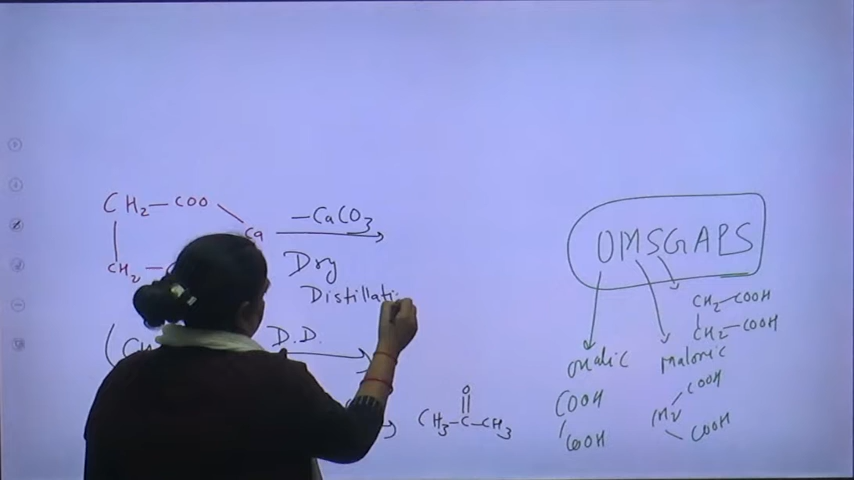 CH2—COO
Ca
CH2—
—CaCO3
Dry
Distillati
(CH
D.D.
CH3—C—CH3
O
OMSGAPS
oxalic
COOH
COOH
malonic
COOH
CH2
COOH
CH2—COOH
CH2—COOH